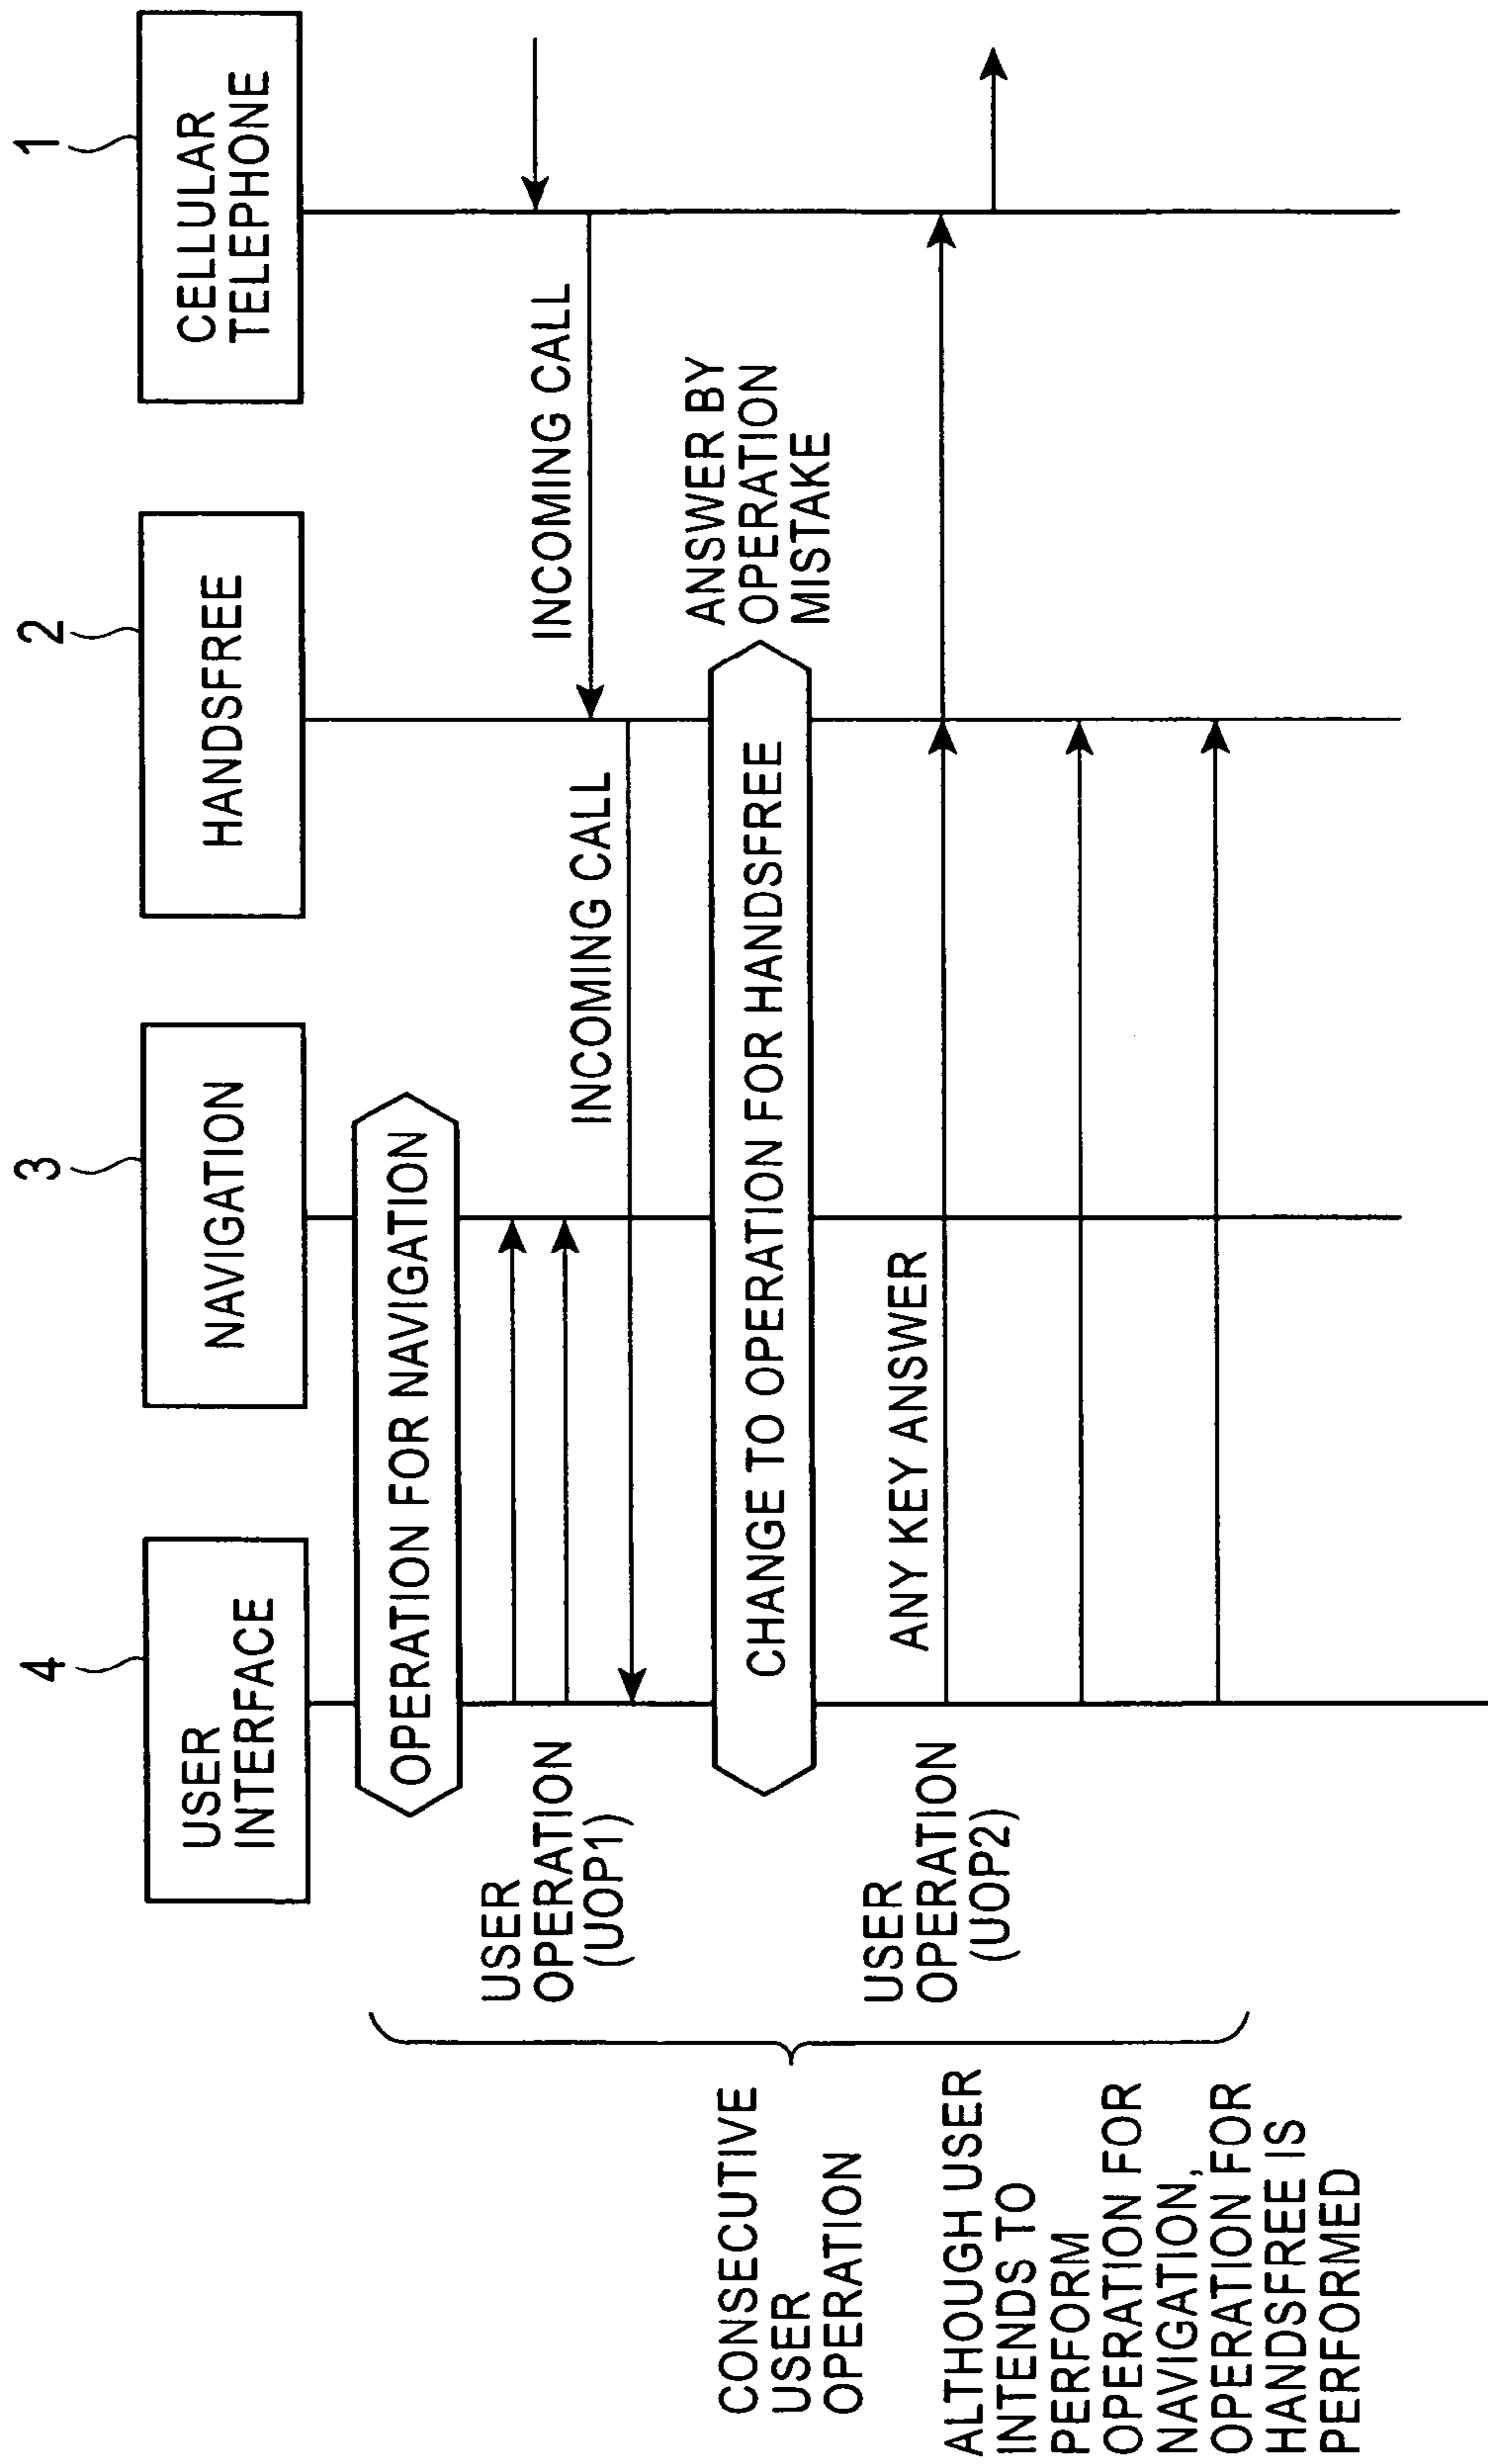 4
USER
INTERFACE
3
NAVIGATION
2
HANDSFREE
1
CELLULAR
TELEPHONE
OPERATION FOR NAVIGATION
USER
OPERATION
(UOP1)
INCOMING CALL
INCOMING CALL
CHANGE TO OPERATION FOR HANDSFREE
ANSWER BY
OPERATION
MISTAKE
CONSECUTIVE
USER
OPERATION
USER
OPERATION
(UOP2)
ANY KEY ANSWER
ALTHOUGH USER
INTENDS TO
PERFORM
OPERATION FOR
NAVIGATION,
OPERATION FOR
HANDSFREE IS
PERFORMED